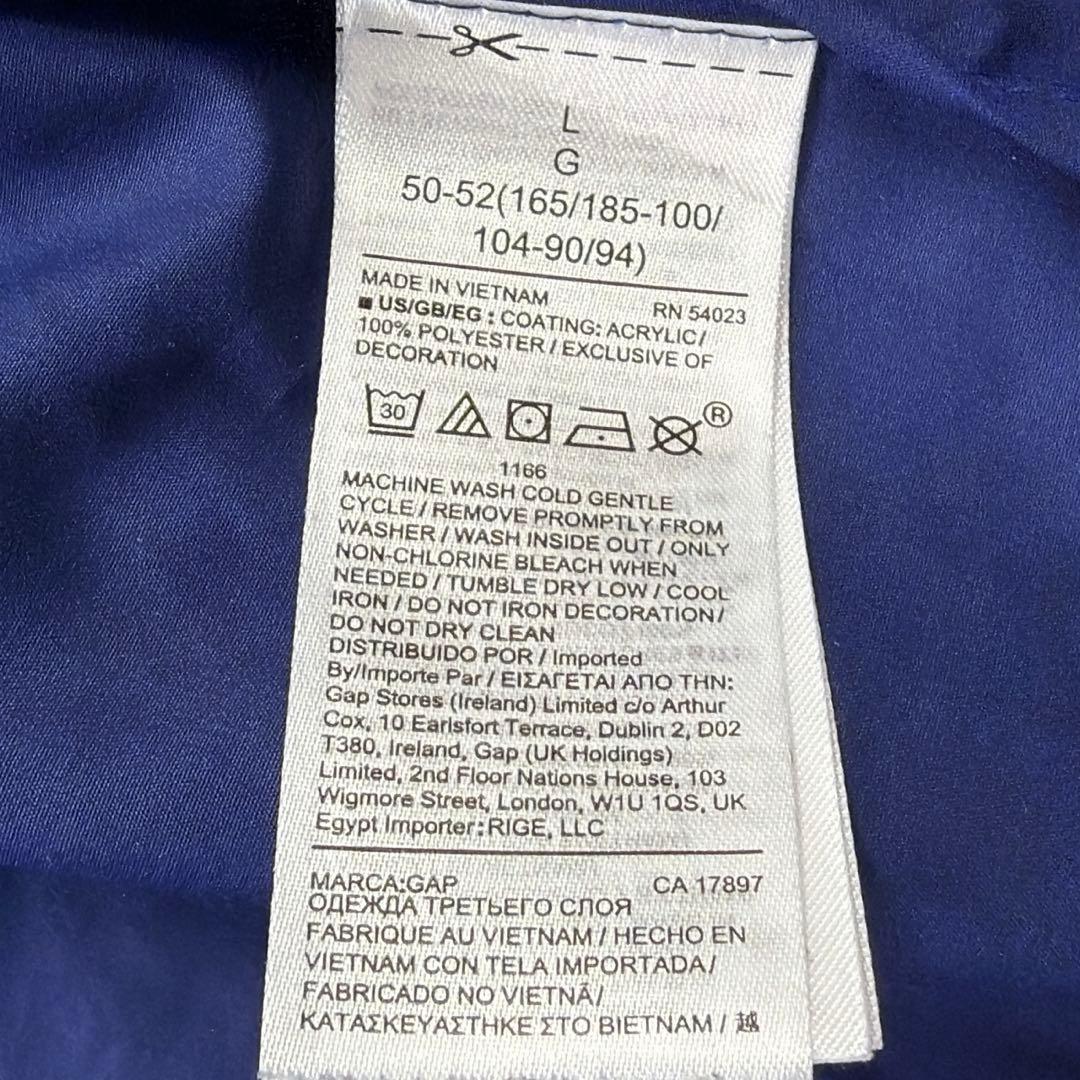 L
G
50-52(165/185-100/
104-90/94)
MADE IN VIETNAM RN 54023
■ US/GB/EG : COATING: ACRYLIC/
100% POLYESTER / EXCLUSIVE OF
DECORATION
30 ®
1166
MACHINE WASH COLD GENTLE
CYCLE / REMOVE PROMPTLY FROM
WASHER / WASH INSIDE OUT / ONLY
NON-CHLORINE BLEACH WHEN
NEEDED / TUMBLE DRY LOW / COOL
IRON / DO NOT IRON DECORATION /
DO NOT DRY CLEAN
DISTRIBUIDO POR / Imported
By/Importe Par / ΕΙΣΑΓΕΤΑΙ ΑΠΟ ΤΗΝ:
Gap Stores (Ireland) Limited c/o Arthur
Cox, 10 Earlsfort Terrace, Dublin 2, D02
T380, Ireland, Gap (UK Holdings)
Limited, 2nd Floor Nations House, 103
Wigmore Street, London, W1U 1QS, UK
Egypt Importer:RIGE, LLC
MARCA:GAP CA 17897
ОДЕЖДА ТРЕТЬЕГО СЛОЯ
FABRIQUE AU VIETNAM / HECHO EN
VIETNAM CON TELA IMPORTADA/
FABRICADO NO VIETNÃ/
ΚΑΤΑΣΚΕΥΑΣΤΗΚΕ ΣΤΟ ΒΙΕΤΝΑΜ / 越